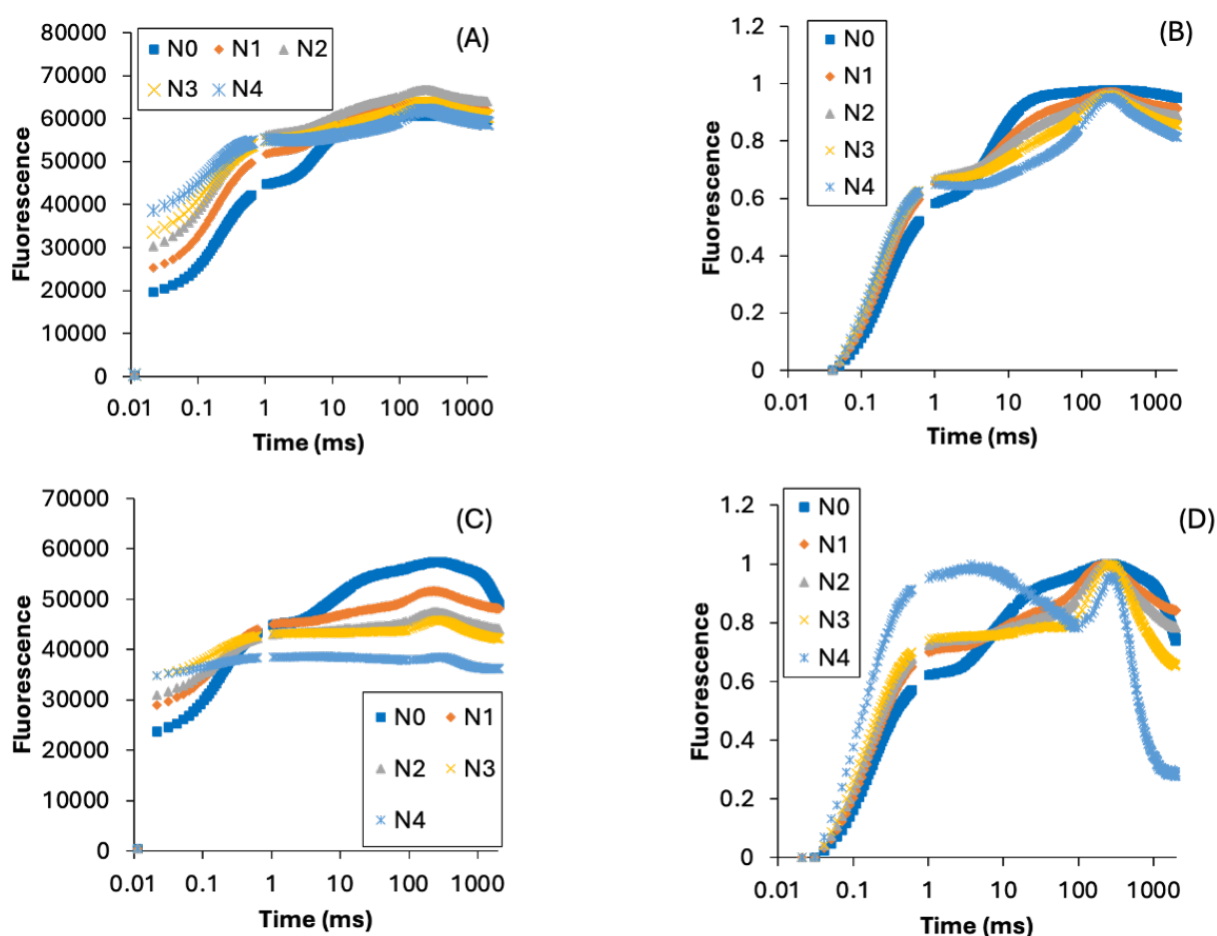 (A)
N0 N1 N2
N3 N4
80000
70000
60000
50000
40000
30000
20000
10000
0
0.01 0.1 1 10 100 1000
Fluorescence
Time (ms)
(B)
N0
N1
N2
N3
N4
1.2
1
0.8
0.6
0.4
0.2
0
0.01 0.1 1 10 100 1000
Fluorescence
Time (ms)
(C)
70000
60000
50000
40000
30000
20000
10000
0
0.01 0.1 1 10 100 1000
N0 N1
N2 N3
N4
Fluorescence
Time (ms)
(D)
N0
N1
N2
N3
N4
1.2
1
0.8
0.6
0.4
0.2
0
0.01 0.1 1 10 100 1000
Fluorescence
Time (ms)